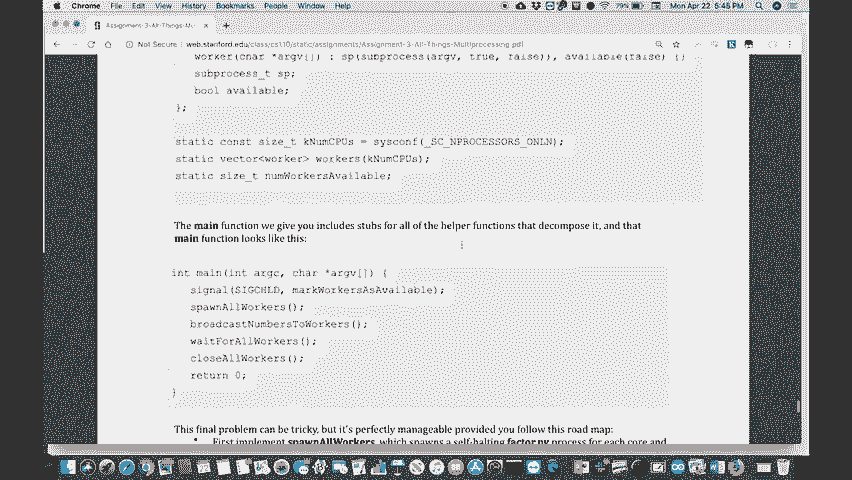 Chrome File Edit View History Bookmarks People Window Help
79% Mon Apr 22 5:45 PM
Assignment-3-All-Things-Mu
Not Secure | web.stanford.edu/class/cs110/static/assignments/Assignment-3-All-Things-Multiprocessing.pdf
worker(char *argv[]) : sp(subprocess(argv, true, false)), available(false) {}
subprocess_t sp;
bool available;
};
static const size_t kNumCPUs = sysconf(_SC_NPROCESSORS_ONLN);
static vector<worker> workers(kNumCPUs);
static size_t numWorkersAvailable;
The main function we give you includes stubs for all of the helper functions that decompose it, and that
main function looks like this:
int main(int argc, char *argv[]) {
signal(SIGCHLD, markWorkersAsAvailable);
spawnAllWorkers();
broadcastNumbersToWorkers();
waitForAllWorkers();
closeAllWorkers();
return 0;
}
This final problem can be tricky, but it's perfectly manageable provided you follow this road map:
First implement spawnAllWorkers, which spawns a self-halting factor.py process for each core and